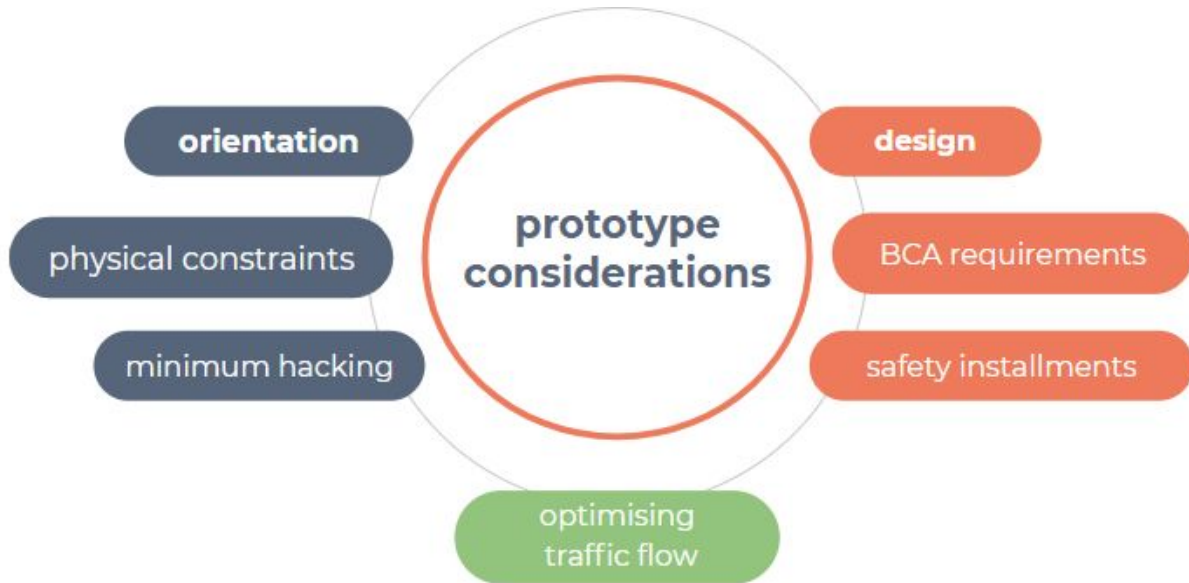 orientation
physical constraints
minimum hacking
prototype
considerations
design
BCA requirements
safety installments
optimising
traffic flow